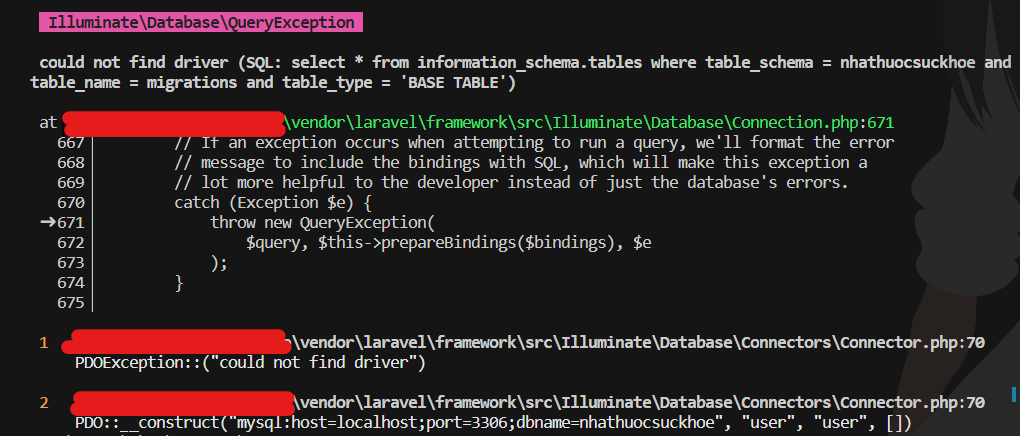 Illuminate\Database\QueryException
could not find driver (SQL: select * from information_schema.tables where table_schema = nhathuocsuckhoe and
table_name = migrations and table_type = 'BASE TABLE')
at \vendor\laravel\framework\src\Illuminate\Database\Connection.php:671
667 // If an exception occurs when attempting to run a query, we'll format the error
668 // message to include the bindings with SQL, which will make this exception a
669 // lot more helpful to the developer instead of just the database's errors.
670 catch (Exception $e) {
➜671 throw new QueryException(
672 $query, $this->prepareBindings($bindings), $e
673 );
674 }
675
1 \vendor\laravel\framework\src\Illuminate\Database\Connectors\Connector.php:70
PDOException::("could not find driver")
2 \vendor\laravel\framework\src\Illuminate\Database\Connectors\Connector.php:70
PDO::__construct("mysql:host=localhost;port=3306;dbname=nhathuocsuckhoe", "user", "user", [])